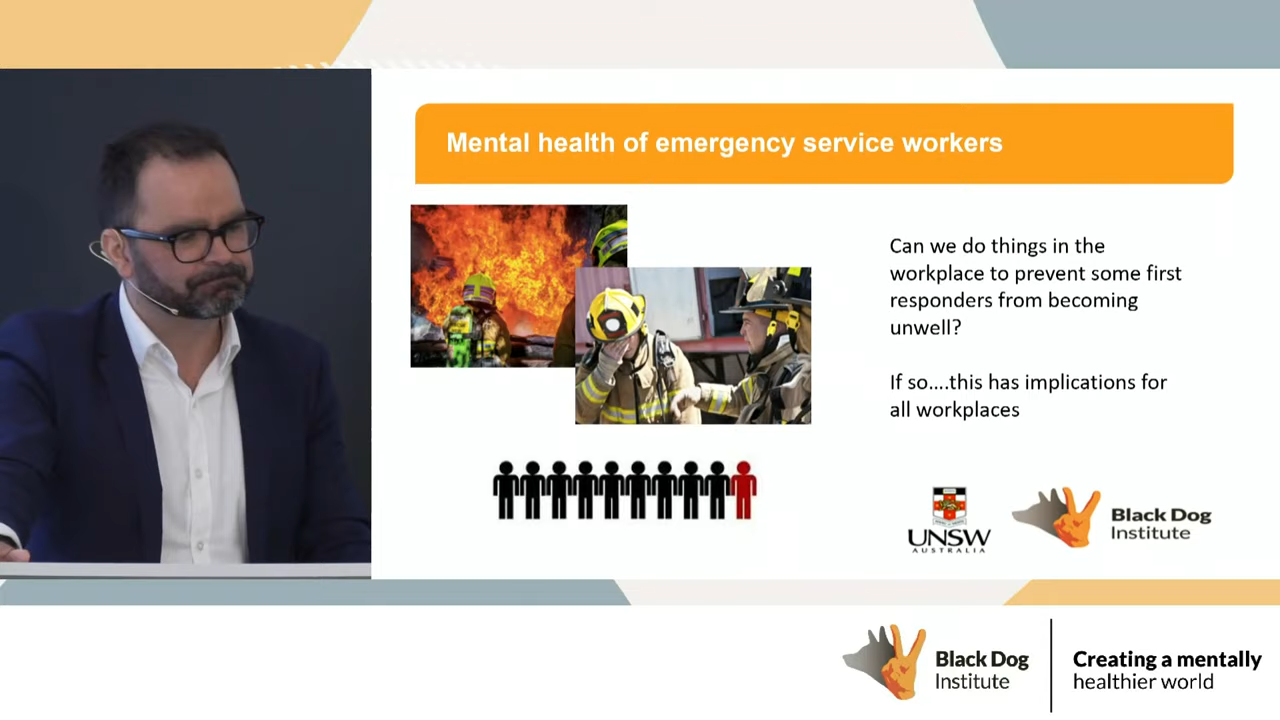 Mental health of emergency service workers
Can we do things in the
workplace to prevent some first
responders from becoming
unwell?
If so....this has implications for
all workplaces
UNSW
AUSTRALIA
Black Dog
Institute
Black Dog
Institute
Creating a mentally
healthier world